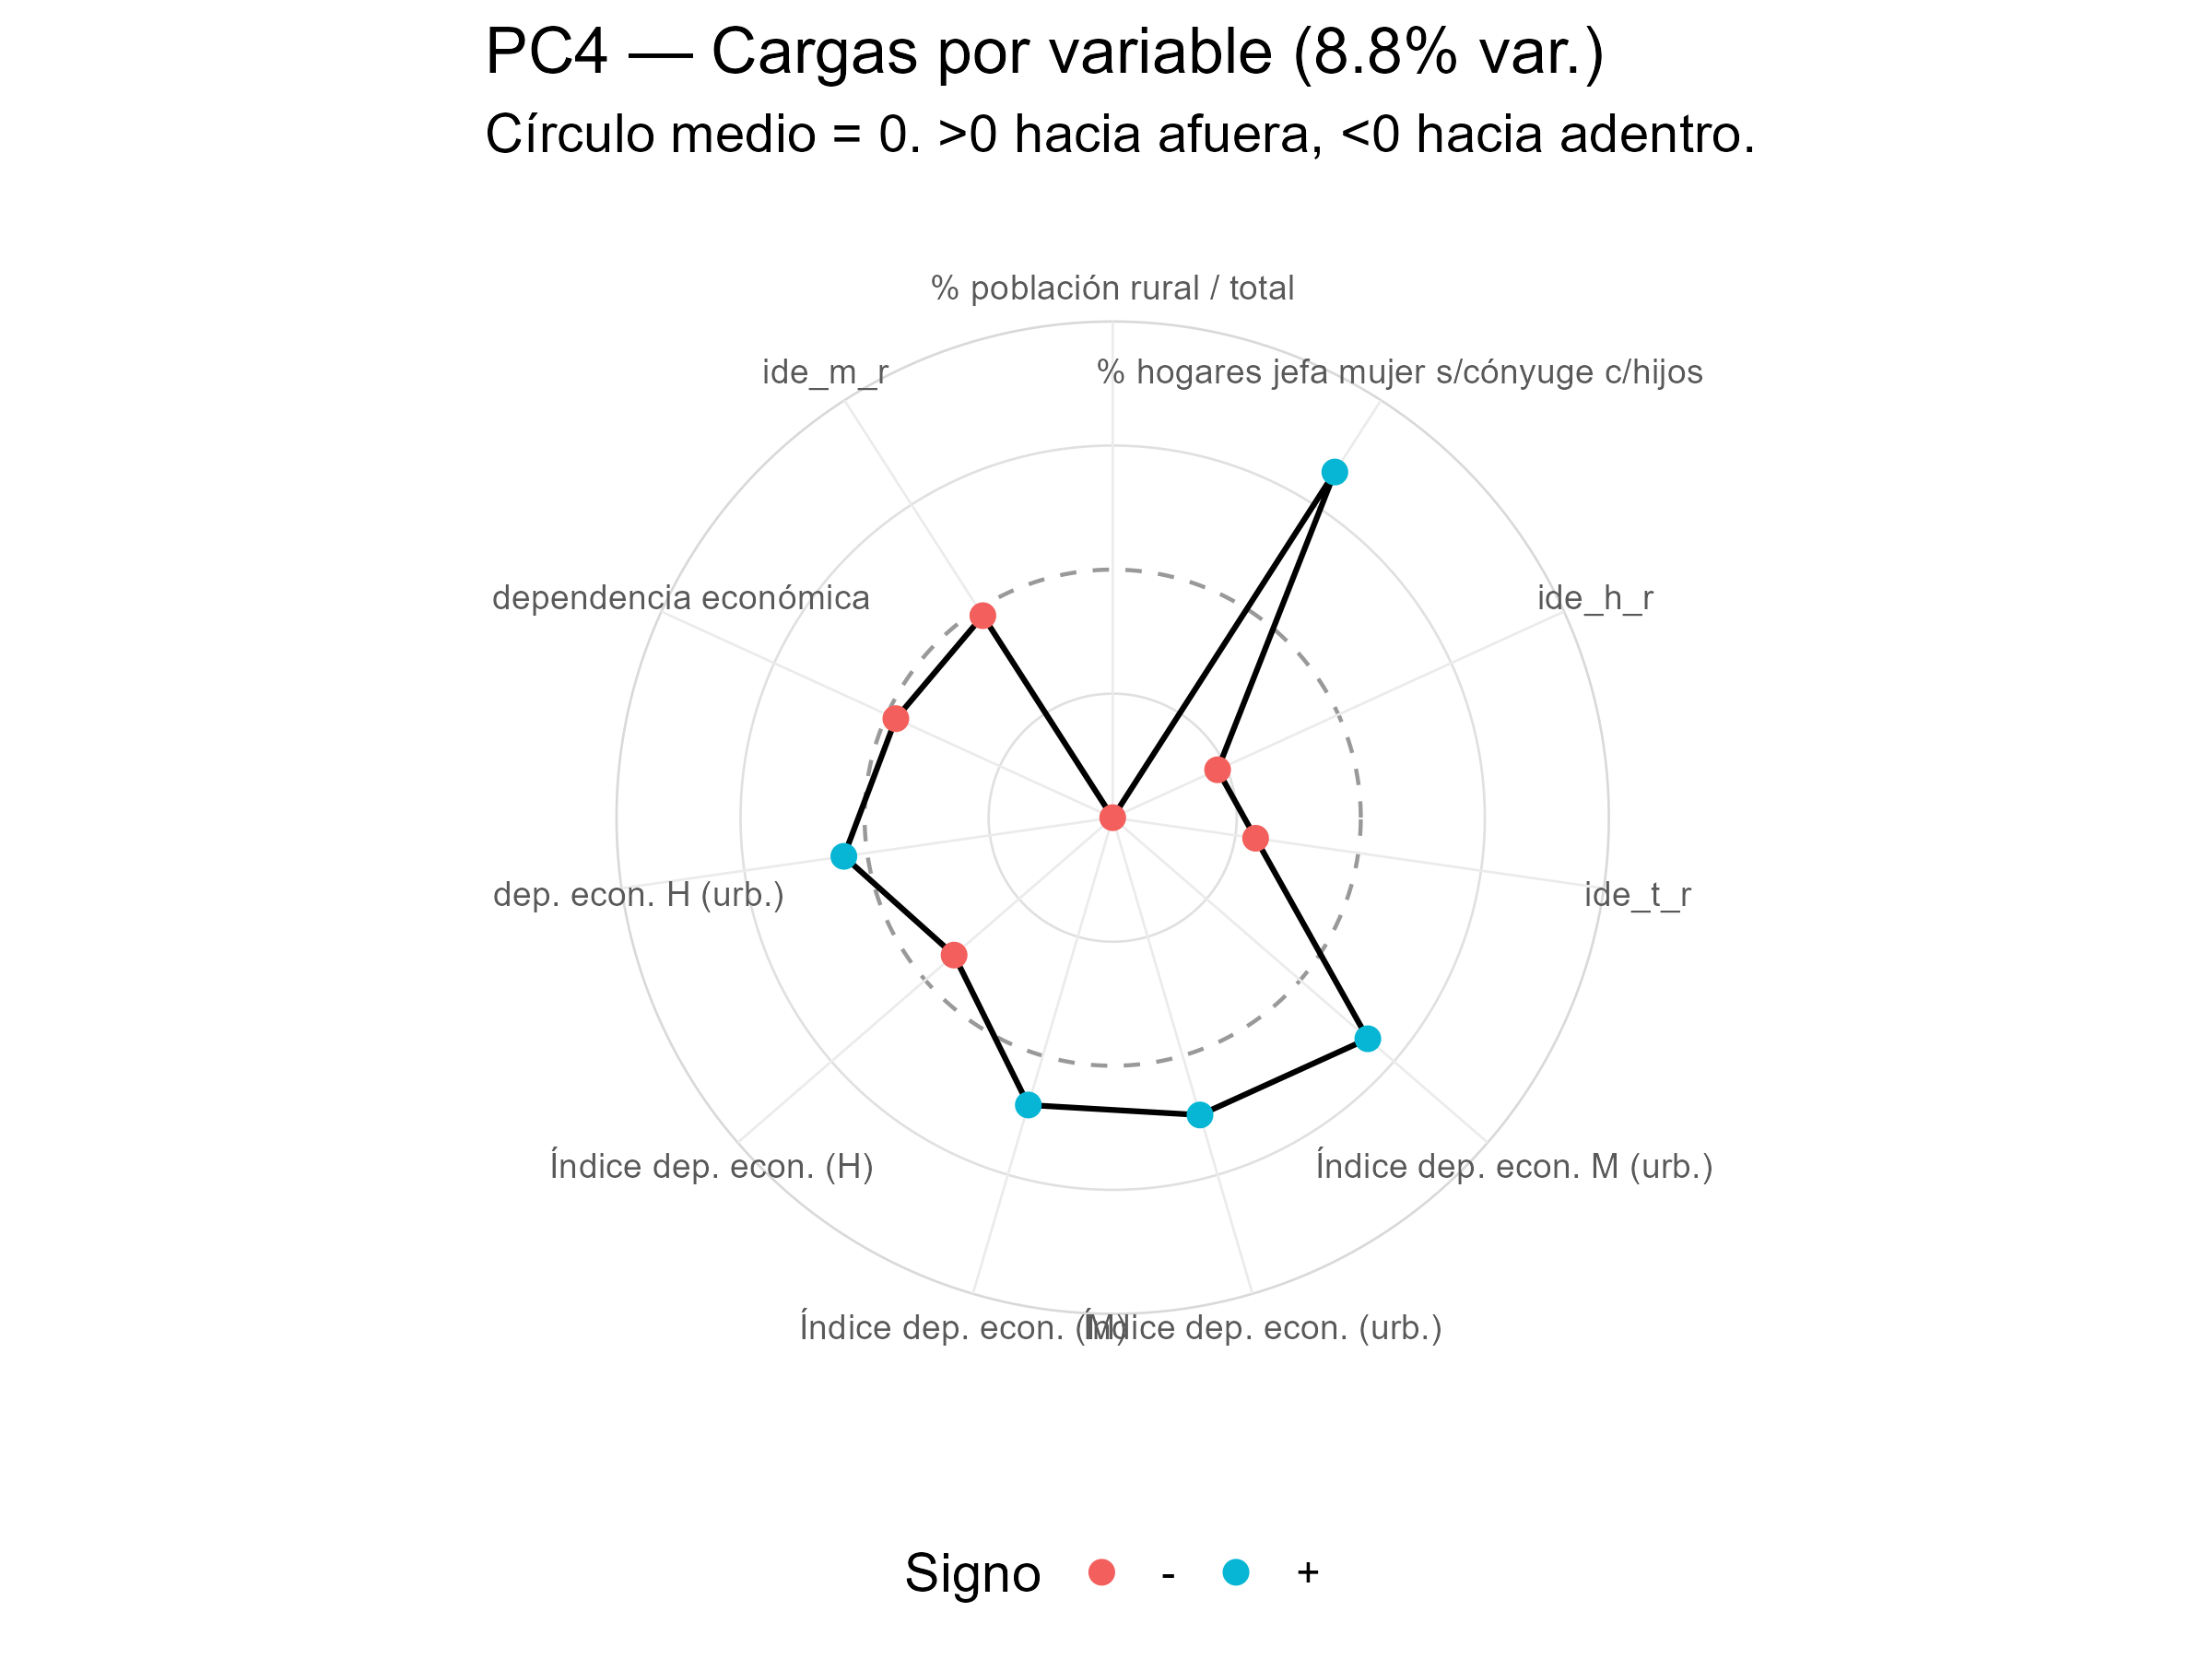 PC4 — Cargas por variable (8.8% var.)
Círculo medio = 0. >0 hacia afuera, <0 hacia adentro.
% población rural / total
ide_m_r
% hogares jefa mujer s/cónyuge c/hijos
dependencia económica
ide_h_r
dep. econ. H (urb.)
ide_t_r
Índice dep. econ. (H)
Índice dep. econ. M (urb.)
Índice dep. econ. (M)
Índice dep. econ. (urb.)
Signo - +